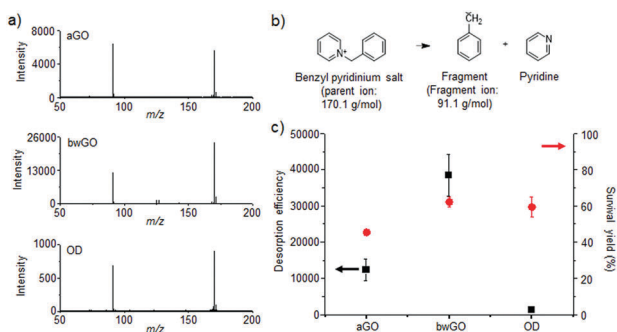 a)
aGO
8000
4000
0
Intensity
50 100 150 200
m/z
bwGO
26000
13000
0
Intensity
50 100 150 200
m/z
OD
1000
500
0
Intensity
50 100 150 200
m/z
b)
N+
CH2
N
+
Benzyl pyridinium salt
(parent ion:
170.1 g/mol)
Fragment
(Fragment ion:
91.1 g/mol)
Pyridine
c)
50000
40000
30000
20000
10000
0
Desorption efficiency
100
80
60
40
20
0
Survival yield (%)
aGO bwGO OD